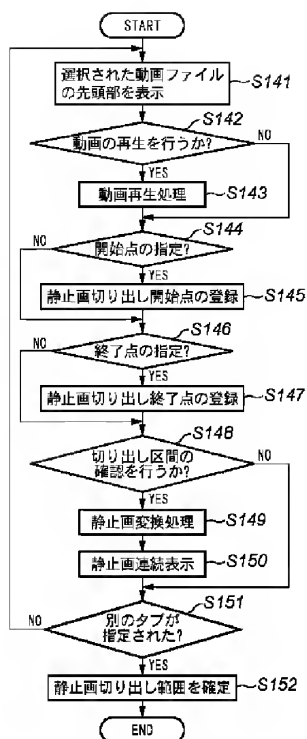 START
選択された動画ファイル
の先頭部を表示
S141
S142
動画の再生を行うか?
NO
YES
動画再生処理
S143
S144
NO
開始点の指定?
YES
静止画切り出し開始点の登録
S145
S146
NO
終了点の指定?
YES
静止画切り出し終了点の登録
S147
S148
切り出し区間の
確認を行うか?
NO
YES
静止画変換処理
S149
静止画連続表示
S150
S151
NO
別のタブが
指定された?
YES
静止画切り出し範囲を確定
S152
END